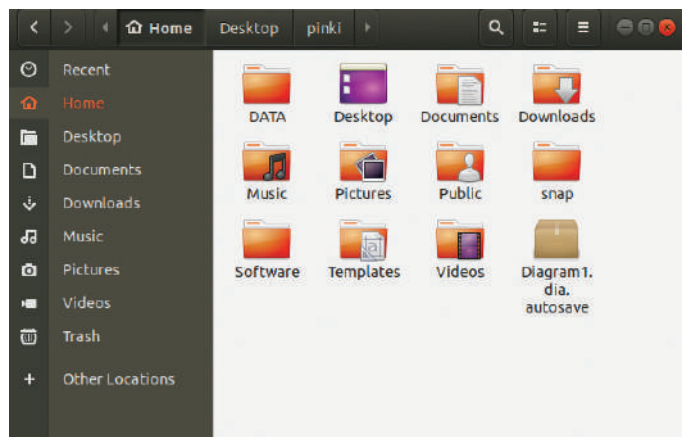 Home Desktop pinki
Recent
Home
Desktop
Documents
Downloads
Music
Pictures
Videos
Trash
Other Locations
DATA Desktop Documents Downloads
Music Pictures Public snap
Software Templates Videos Diagram1.
dia.
autosave